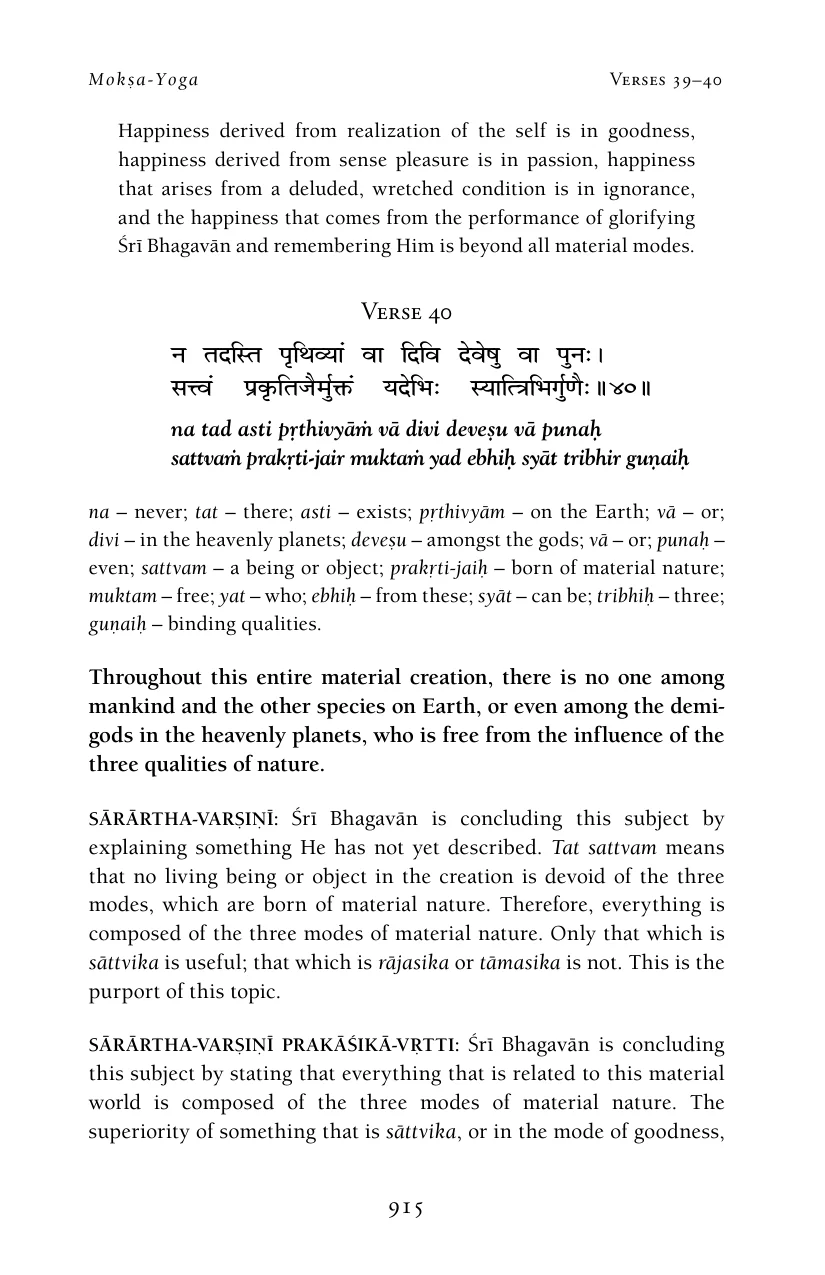 Mokṣa-Yoga Verses 39–40
Happiness derived from realization of the self is in goodness,
happiness derived from sense pleasure is in passion, happiness
that arises from a deluded, wretched condition is in ignorance,
and the happiness that comes from the performance of glorifying
Śrī Bhagavān and remembering Him is beyond all material modes.
Verse 40
न तदस्ति पृथिव्यां वा दिवि देवेषु वा पुनः।
सत्त्वं प्रकृतिजैर्मुक्तं यदेभिः स्यात्त्रिभिर्गुणैः॥४०॥
na tad asti pṛthivyāṁ vā divi deveṣu vā punaḥ
sattvaṁ prakṛti-jair muktaṁ yad ebhiḥ syāt tribhir guṇaiḥ
na – never; tat – there; asti – exists; pṛthivyām – on the Earth; vā – or;
divi – in the heavenly planets; deveṣu – amongst the gods; vā – or; punaḥ –
even; sattvam – a being or object; prakṛti-jaiḥ – born of material nature;
muktam – free; yat – who; ebhiḥ – from these; syāt – can be; tribhiḥ – three;
guṇaiḥ – binding qualities.
Throughout this entire material creation, there is no one among
mankind and the other species on Earth, or even among the demi-
gods in the heavenly planets, who is free from the influence of the
three qualities of nature.
SĀRĀRTHA-VARṢIṆĪ: Śrī Bhagavān is concluding this subject by
explaining something He has not yet described. Tat sattvam means
that no living being or object in the creation is devoid of the three
modes, which are born of material nature. Therefore, everything is
composed of the three modes of material nature. Only that which is
sāttvika is useful; that which is rājasika or tāmasika is not. This is the
purport of this topic.
SĀRĀRTHA-VARṢIṆĪ PRAKĀŚIKĀ-VṚTTI: Śrī Bhagavān is concluding
this subject by stating that everything that is related to this material
world is composed of the three modes of material nature. The
superiority of something that is sāttvika, or in the mode of goodness,
915